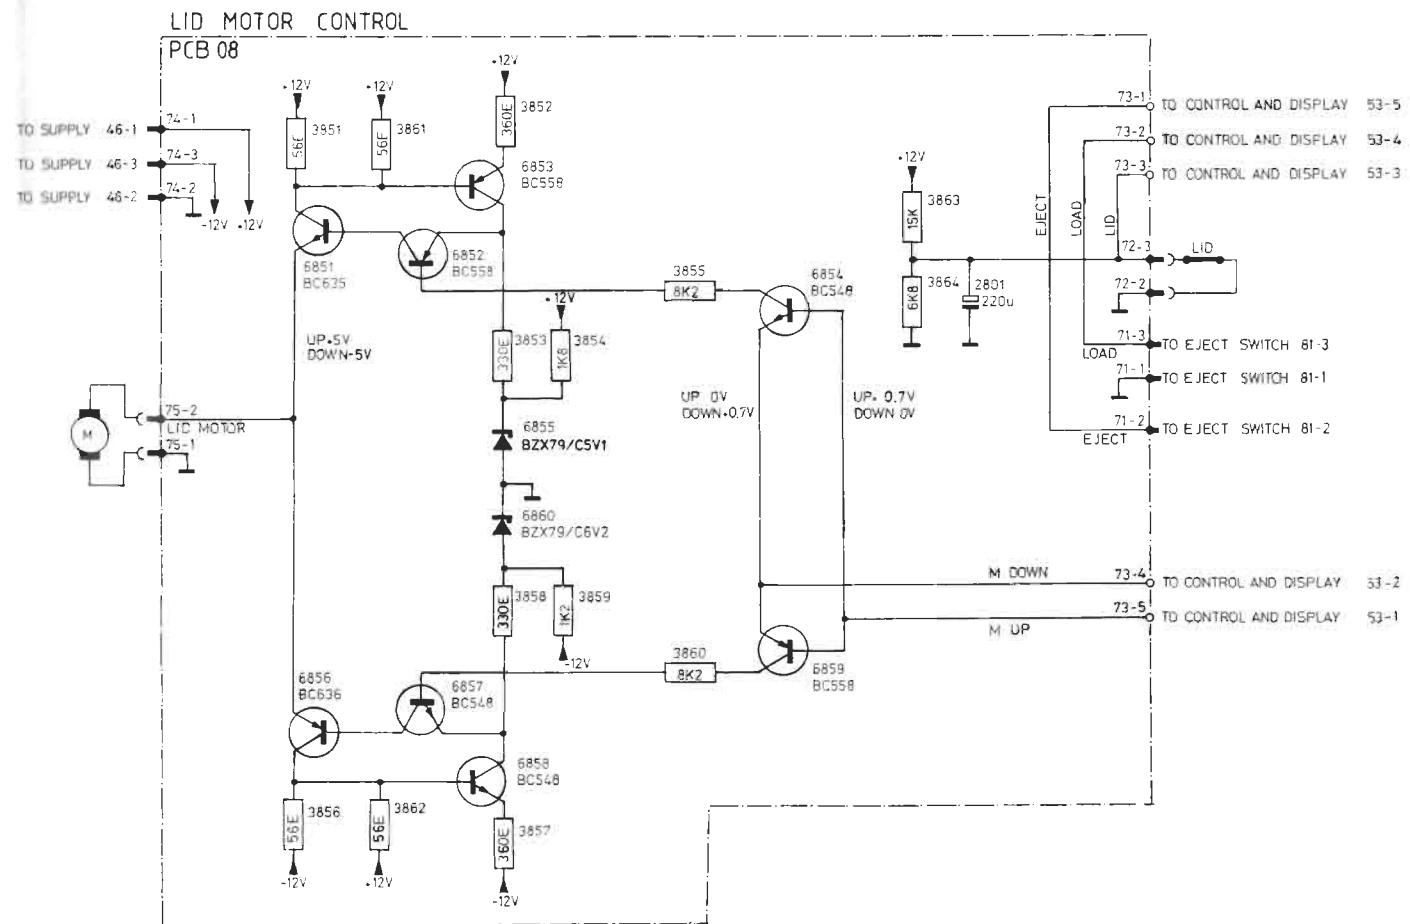 LID MOTOR CONTROL
PCB 08
TO SUPPLY 46-1
74-1
TO SUPPLY 46-3
74-3
TO SUPPLY 46-2
74-2
-12V
+12V
+12V
56E
3951
+12V
56E
3861
+12V
360E
3852
6853
BC558
6851
BC635
6852
BC558
UP+5V
DOWN-5V
M
75-2
LID MOTOR
75-1
330E
3853
+12V
1K8
3854
6855
BZX79/C5V1
6860
BZX79/C6V2
330E
3858
1K2
3859
-12V
6856
BC636
6857
BC548
6858
BC548
56E
3856
-12V
56E
3862
+12V
360E
3857
-12V
3855
8K2
6854
BC548
UP 0V
DOWN+0.7V
UP+ 0.7V
DOWN 0V
3860
8K2
6859
BC558
+12V
15K
3863
6K8
3864
2801
220u
EJECT
LOAD
LID
73-1
TO CONTROL AND DISPLAY 53-5
73-2
TO CONTROL AND DISPLAY 53-4
73-3
TO CONTROL AND DISPLAY 53-3
72-3
LID
72-2
71-3
LOAD
TO EJECT SWITCH 81-3
71-1
TO EJECT SWITCH 81-1
71-2
EJECT
TO EJECT SWITCH 81-2
M DOWN
73-4
TO CONTROL AND DISPLAY 53-2
M UP
73-5
TO CONTROL AND DISPLAY 53-1